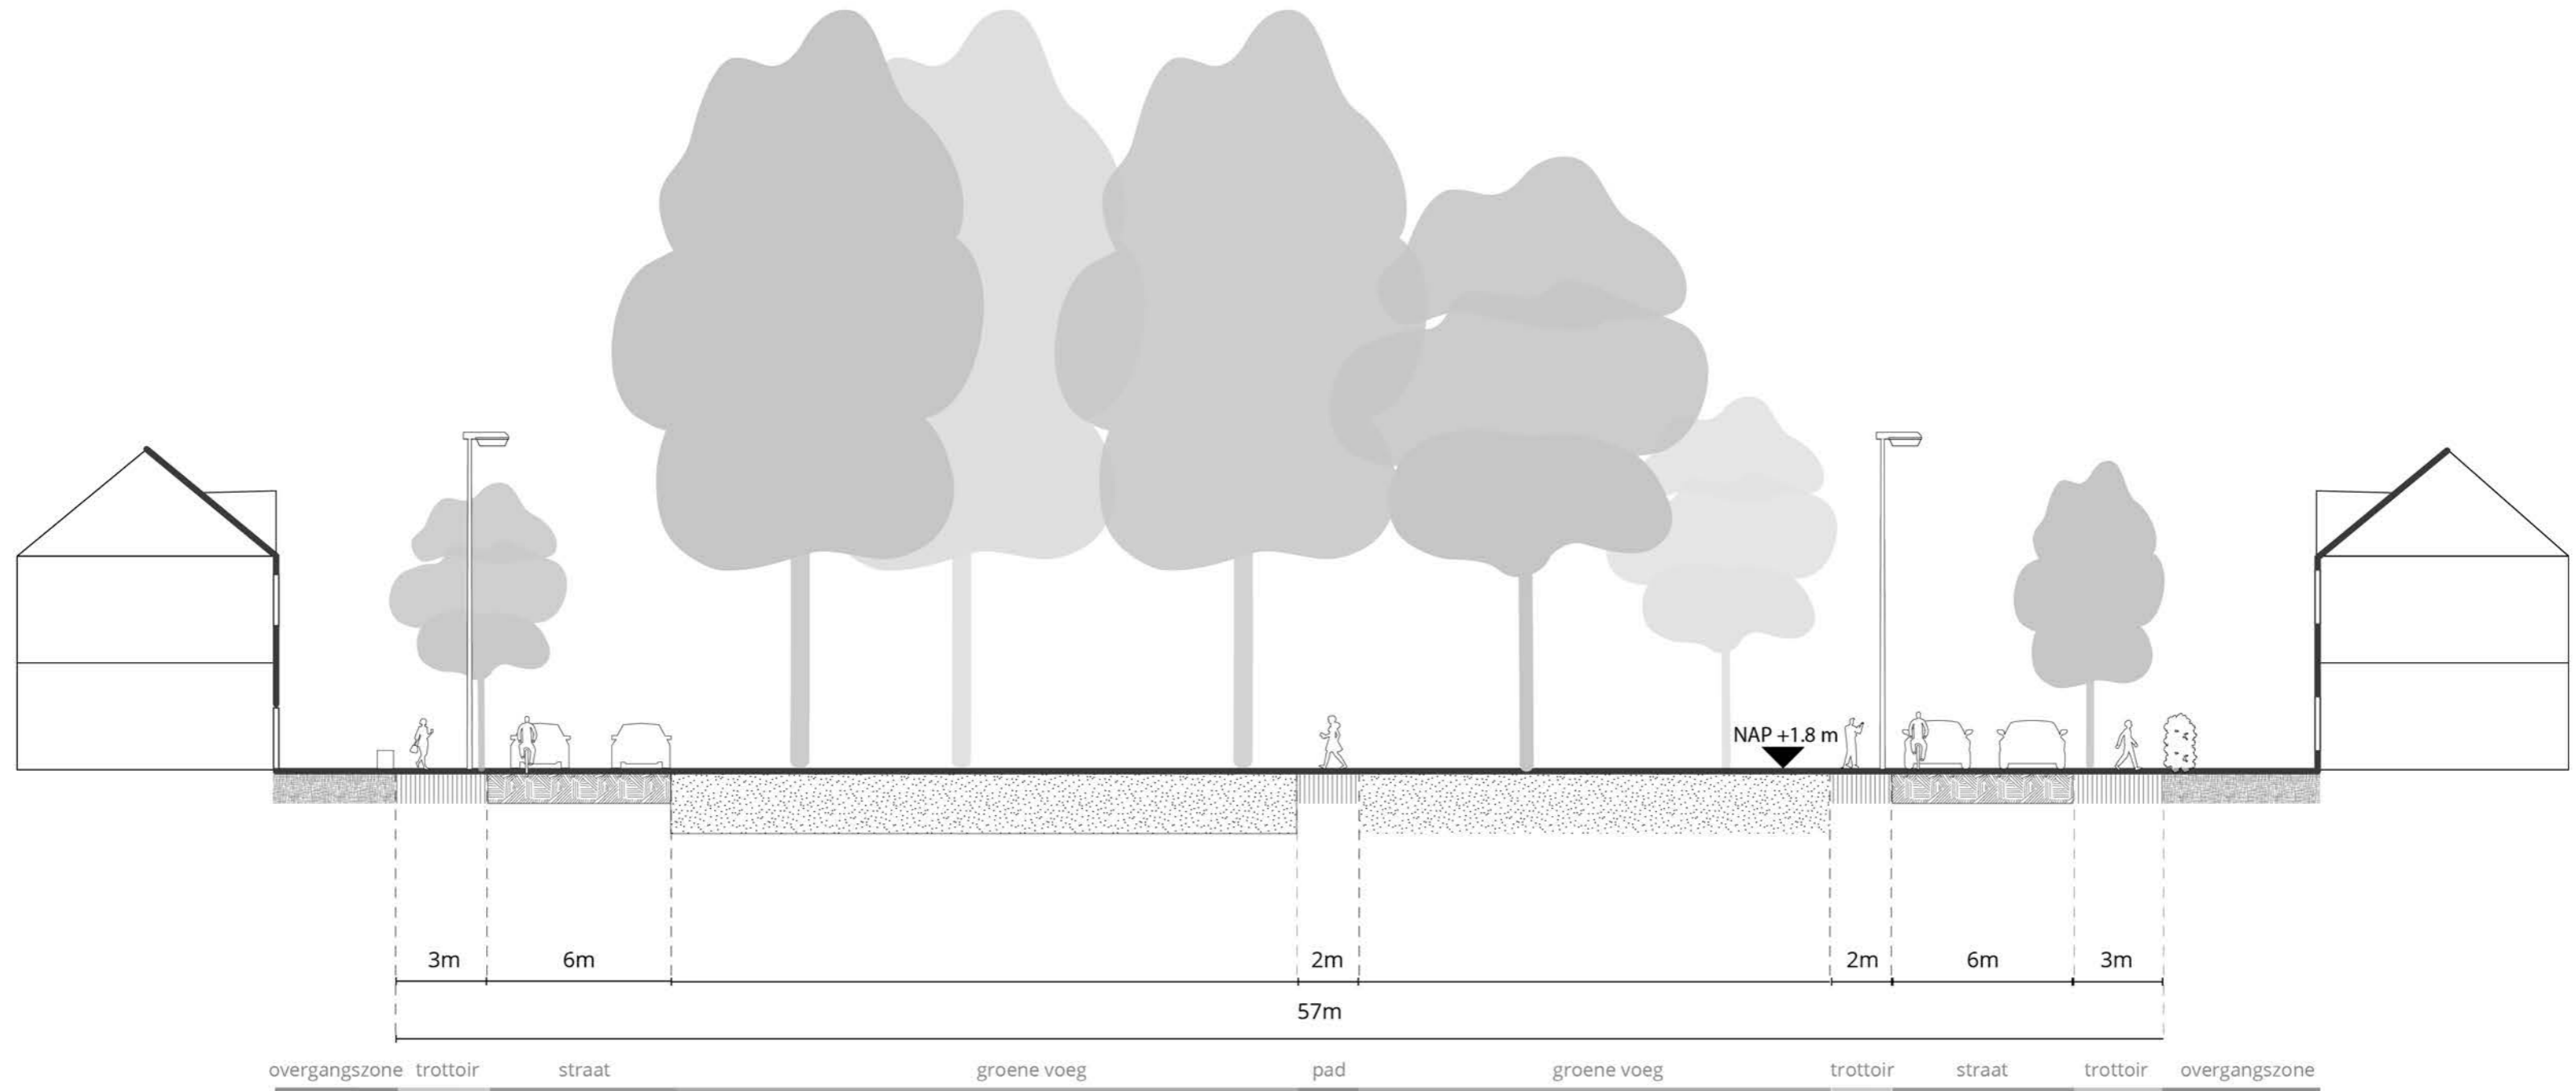 NAP +1.8 m
3m 6m 2m 2m 6m 3m
57m
overgangszone trottoir straat groene voeg pad groene voeg trottoir straat trottoir overgangszone